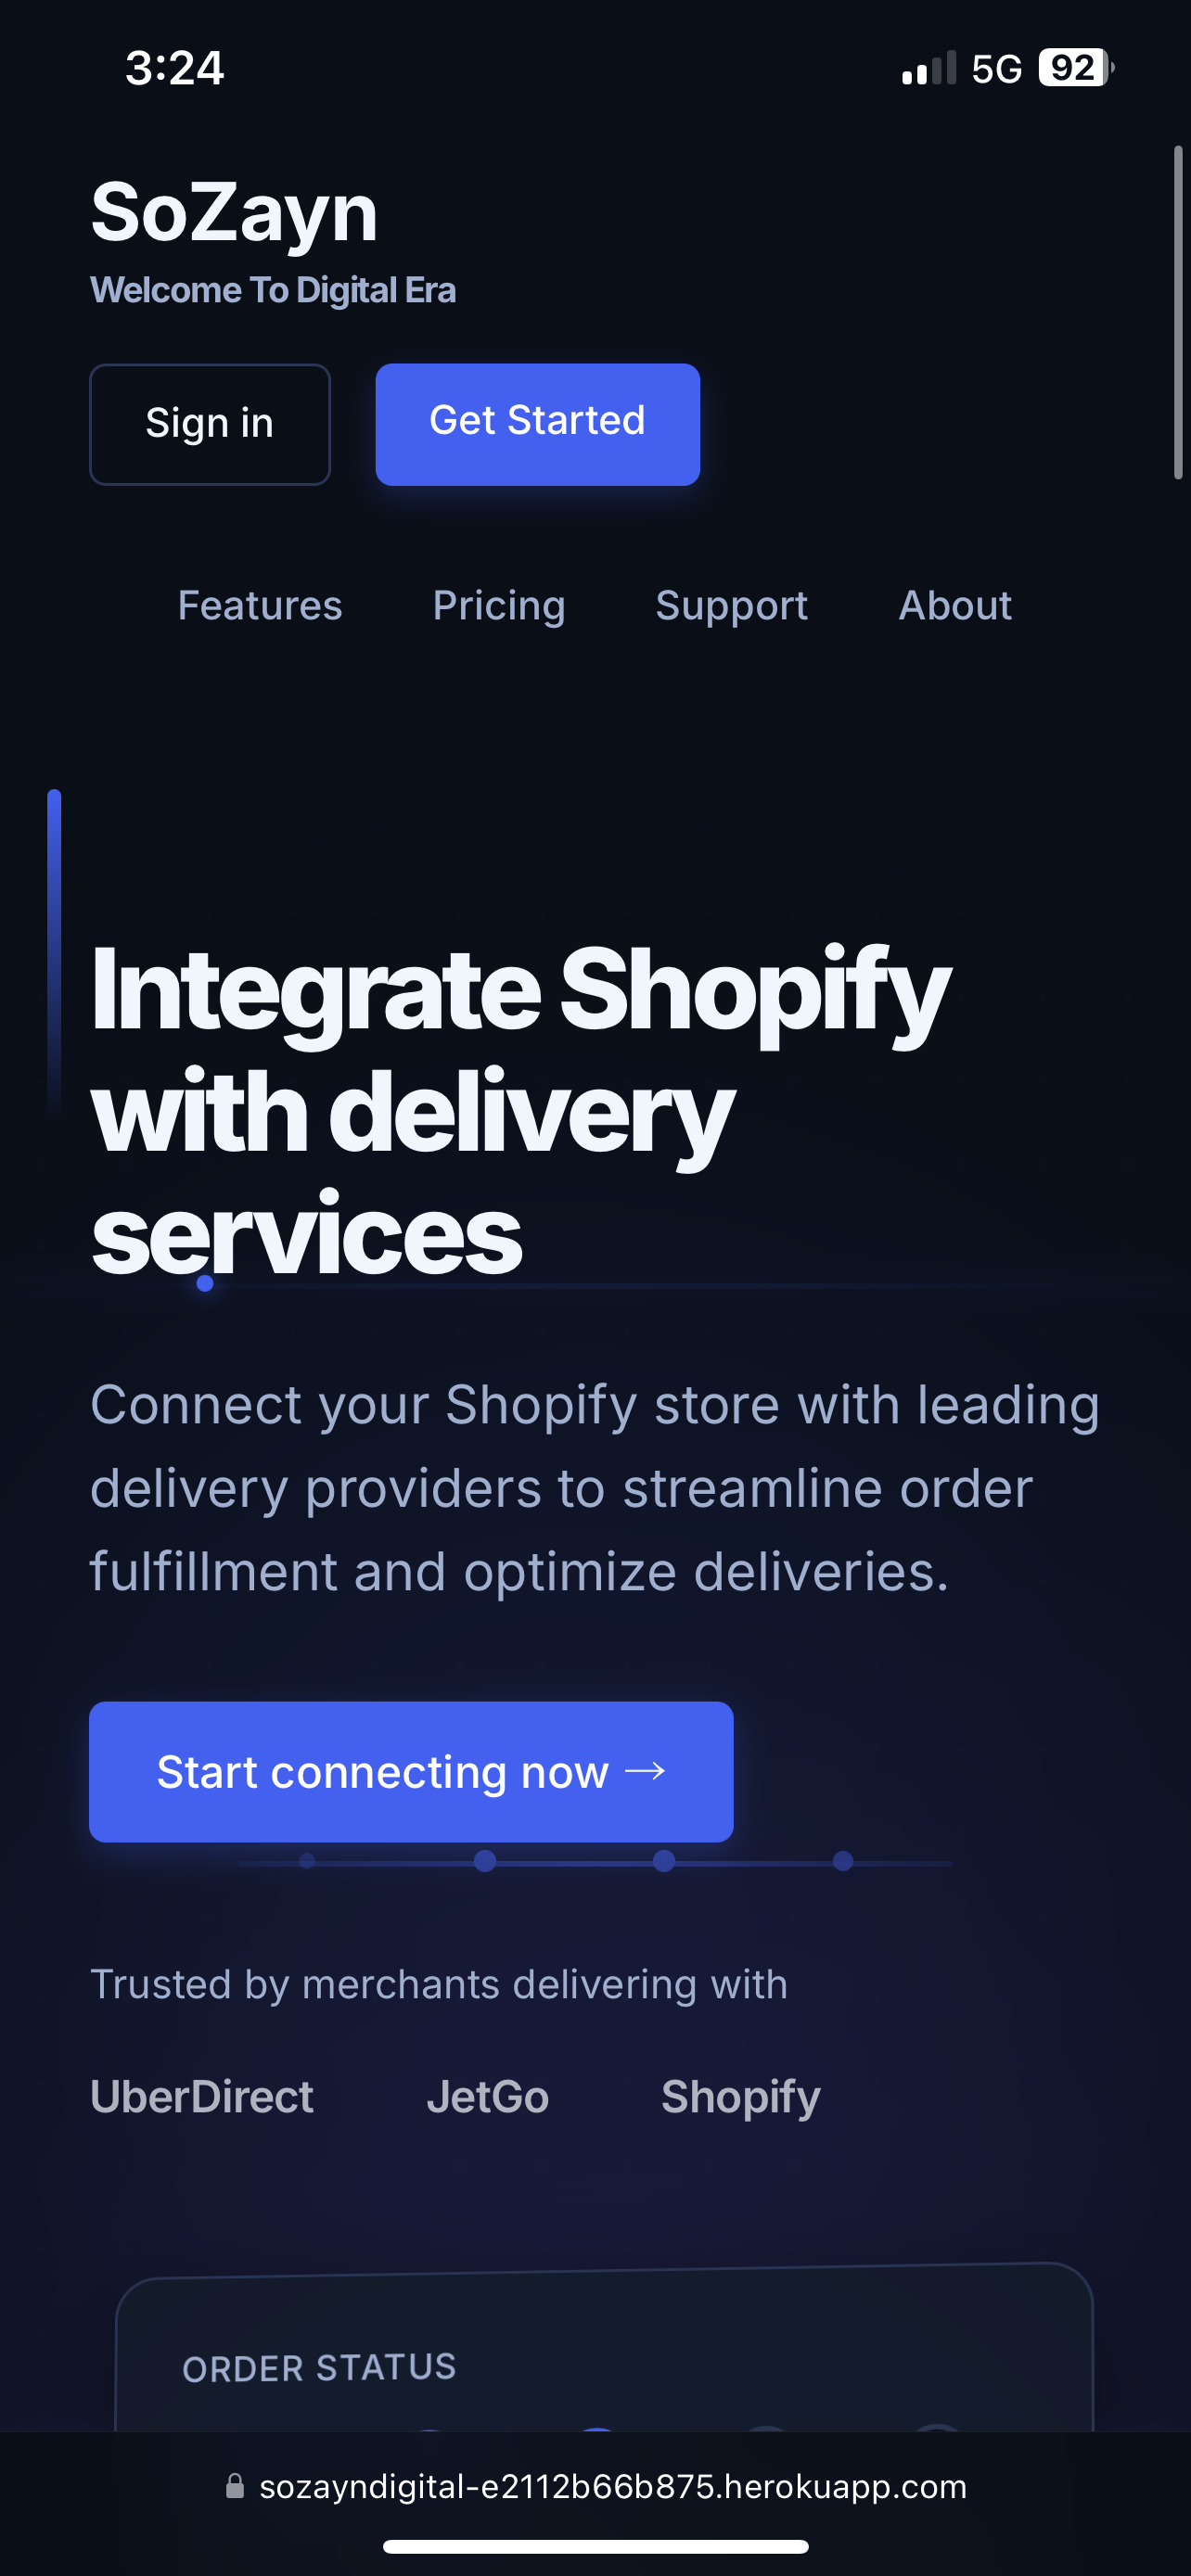 3:24 5G 92
SoZayn
Welcome To Digital Era
Sign in Get Started
Features Pricing Support About
Integrate Shopify
with delivery
services
Connect your Shopify store with leading
delivery providers to streamline order
fulfillment and optimize deliveries.
Start connecting now →
Trusted by merchants delivering with
UberDirect JetGo Shopify
ORDER STATUS
sozayndigital-e2112b66b875.herokuapp.com